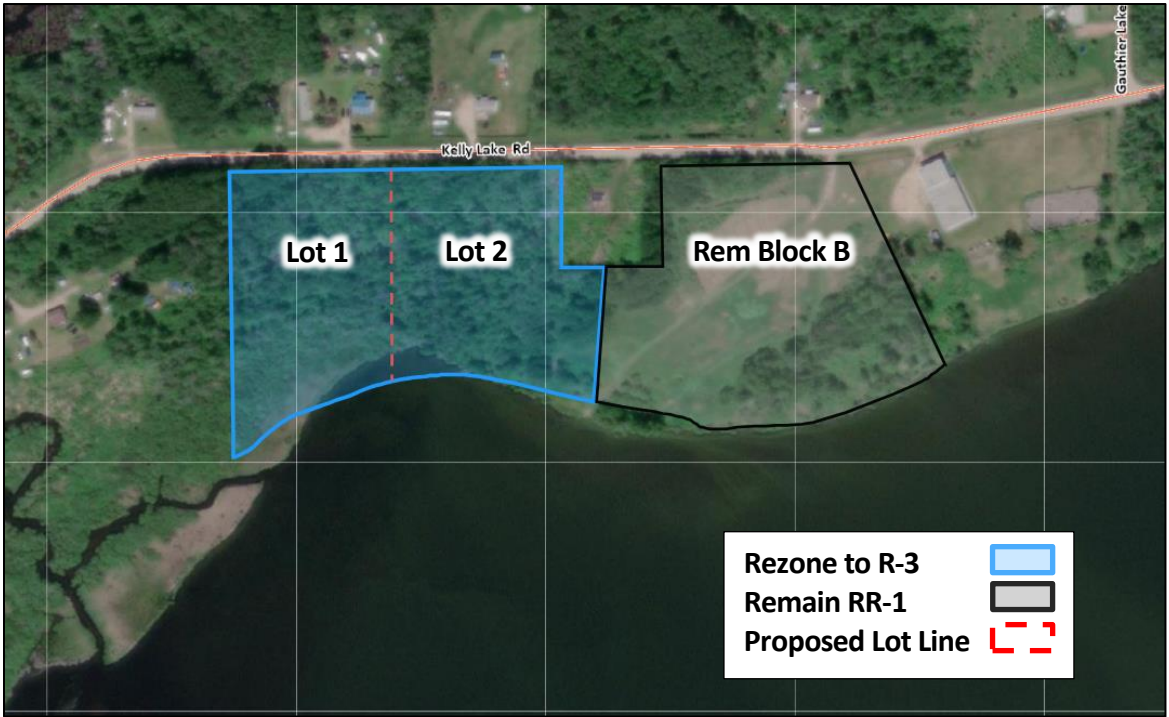 Gauthier Lake
Kelly Lake Rd
Lot 1
Lot 2
Rem Block B
Rezone to R-3
Remain RR-1
Proposed Lot Line